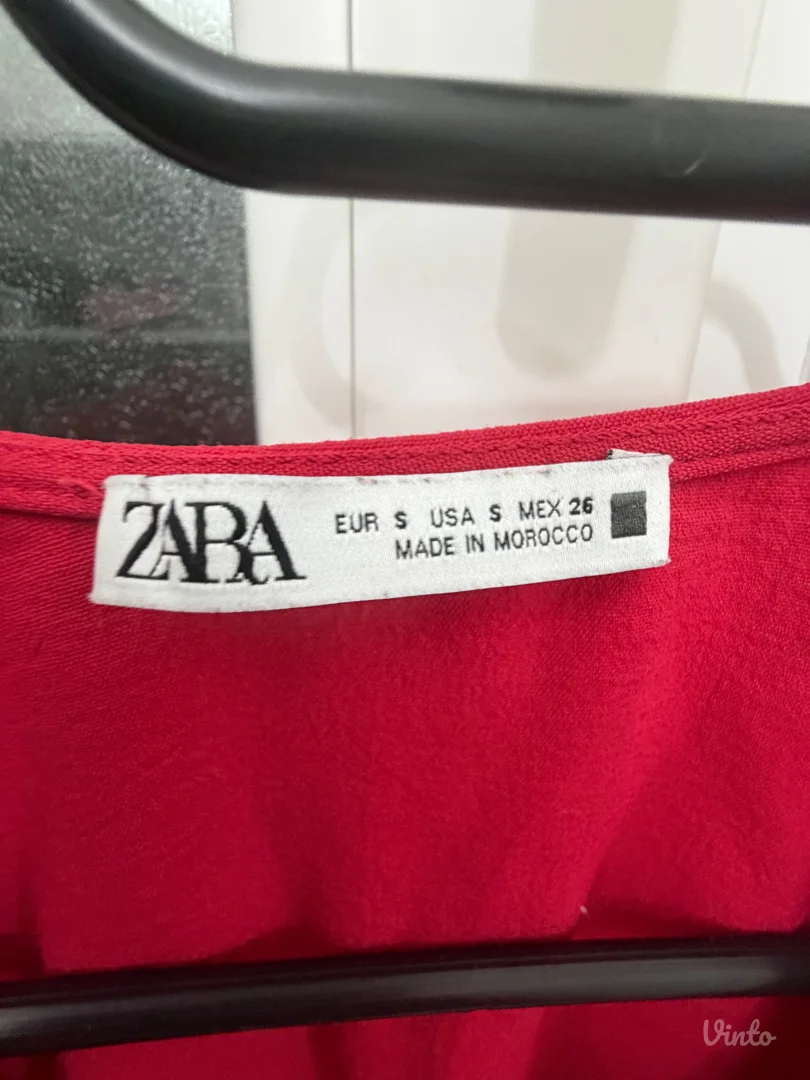 ZARA
EUR S USA S MEX 26
MADE IN MOROCCO
Vinto